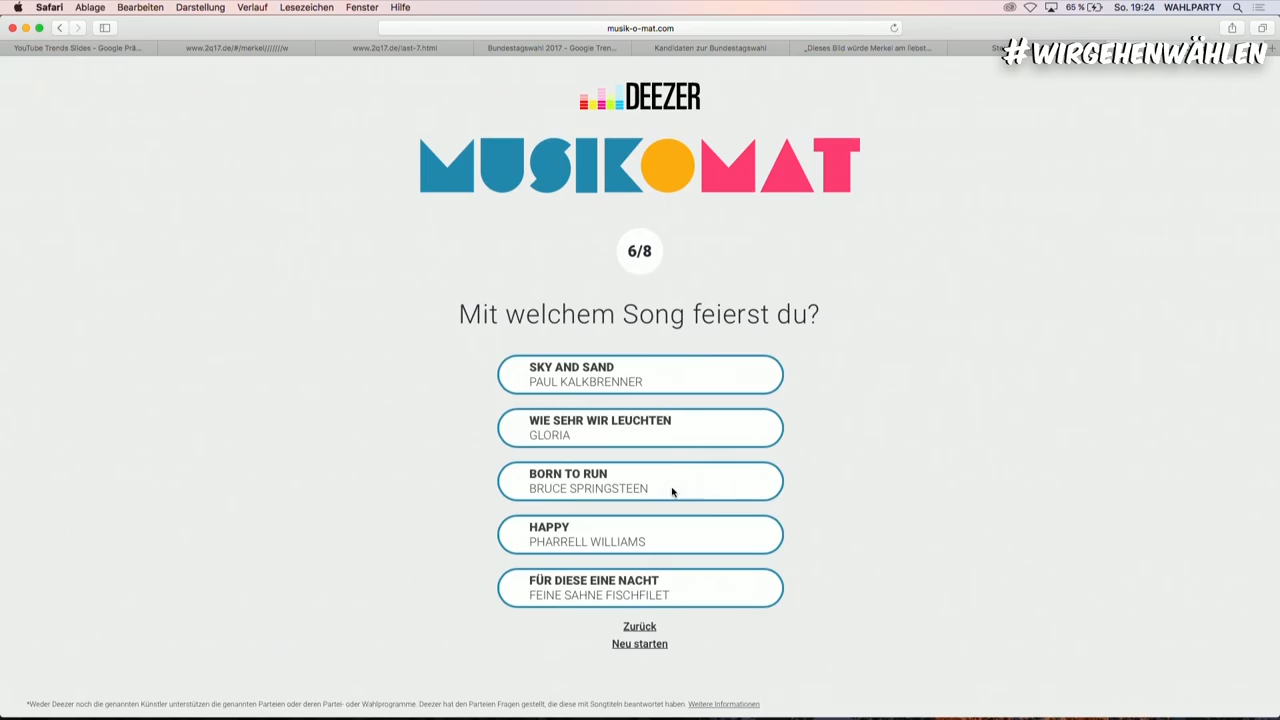 Safari Ablage Bearbeiten Darstellung Verlauf Lesezeichen Fenster Hilfe 65 % So. 19:24 WAHLPARTY
musik-o-mat.com
YouTube Trends Slides - Google Prä... www.2q17.de/#/merkel///////w www.2q17.de/last-7.html Bundestagswahl 2017 - Google Tren... Kandidaten zur Bundestagswahl „Dieses Bild würde Merkel am liebst...
#WIRGEHENWÄHLEN
DEEZER
MUSIKOMAT
6/8
Mit welchem Song feierst du?
SKY AND SAND
PAUL KALKBRENNER
WIE SEHR WIR LEUCHTEN
GLORIA
BORN TO RUN
BRUCE SPRINGSTEEN
HAPPY
PHARRELL WILLIAMS
FÜR DIESE EINE NACHT
FEINE SAHNE FISCHFILET
Zurück
Neu starten
*Weder Deezer noch die genannten Künstler unterstützen die genannten Parteien oder deren Partei- oder Wahlprogramme. Deezer hat den Parteien Fragen gestellt, die diese mit Songtiteln beantwortet haben. Weitere Informationen